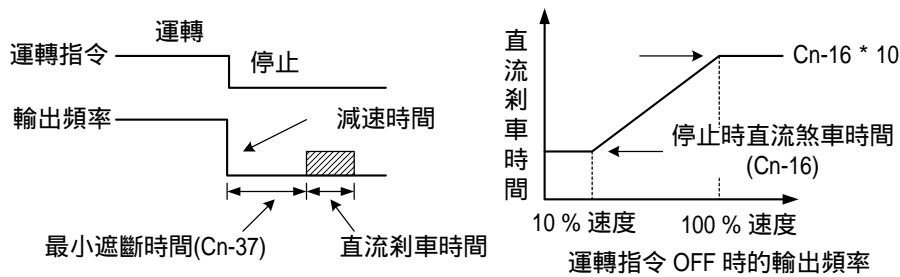 運轉
運轉指令
停止
輸出頻率
減速時間
最小遮斷時間(Cn-37)
直流剎車時間
直流剎車時間
Cn-16 * 10
停止時直流煞車時間
(Cn-16)
10 % 速度
100 % 速度
運轉指令 OFF 時的輸出頻率